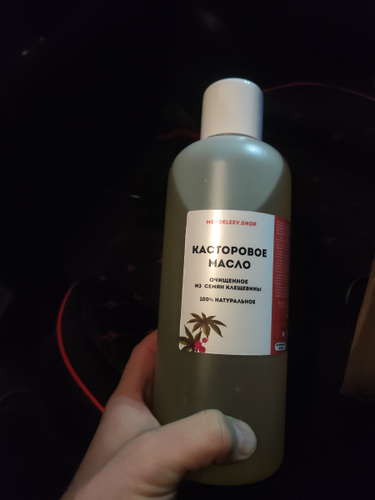 MENDELEEV.SHOP
КАСТОРОВОЕ
МАСЛО
ОЧИЩЕННОЕ
ИЗ СЕМЯН КЛЕЩЕВИНЫ
100% НАТУРАЛЬНОЕ